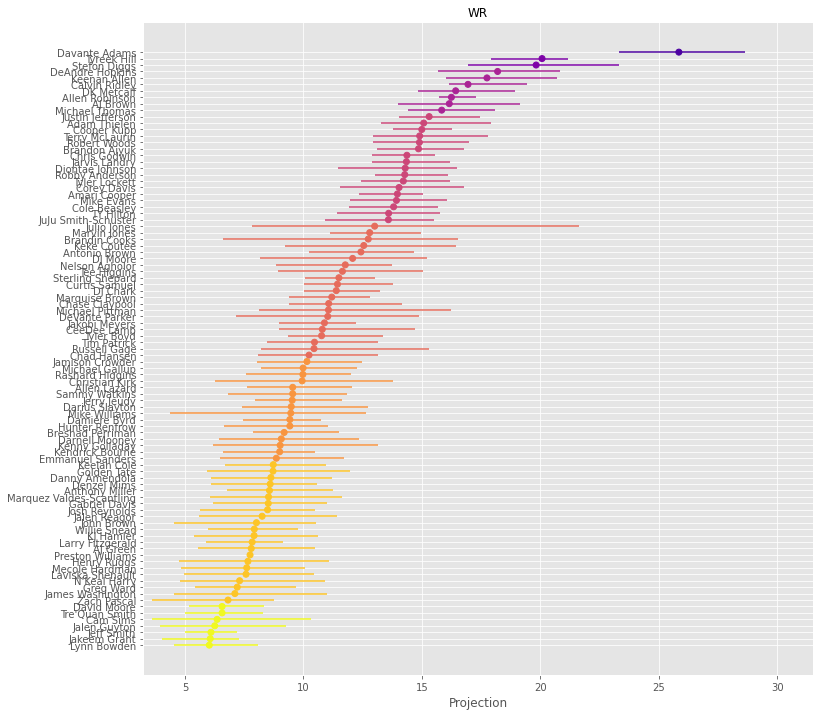 WR
Davante Adams
Tyreek Hill
Stefon Diggs
DeAndre Hopkins
Keenan Allen
Calvin Ridley
DK Metcalf
Allen Robinson
AJ Brown
Michael Thomas
Justin Jefferson
Adam Thielen
Cooper Kupp
Terry McLaurin
Robert Woods
Brandon Aiyuk
Chris Godwin
Jarvis Landry
Diontae Johnson
Robby Anderson
Tyler Lockett
Corey Davis
Amari Cooper
Mike Evans
Cole Beasley
TY Hilton
JuJu Smith-Schuster
Julio Jones
Marvin Jones
Brandin Cooks
Keke Coutee
Antonio Brown
DJ Moore
Nelson Agholor
Tee Higgins
Sterling Shepard
Curtis Samuel
DJ Chark
Marquise Brown
Chase Claypool
Michael Pittman
DeVante Parker
Jakobi Meyers
CeeDee Lamb
Tyler Boyd
Tim Patrick
Russell Gage
Chad Hansen
Jamison Crowder
Michael Gallup
Rashard Higgins
Christian Kirk
Allen Lazard
Sammy Watkins
Jerry Jeudy
Darius Slayton
Mike Williams
Damiere Byrd
Hunter Renfrow
Breshad Perriman
Darnell Mooney
Kenny Golladay
Kendrick Bourne
Emmanuel Sanders
Keelan Cole
Golden Tate
Danny Amendola
Denzel Mims
Anthony Miller
Marquez Valdes-Scantling
Gabriel Davis
Josh Reynolds
Jalen Reagor
John Brown
Willie Snead
KJ Hamler
Larry Fitzgerald
AJ Green
Preston Williams
Henry Ruggs
Mecole Hardman
Laviska Shenault
N'Keal Harry
Greg Ward
James Washington
Zach Pascal
David Moore
Tre'Quan Smith
Cam Sims
Jalen Guyton
Jeff Smith
Jakeem Grant
Lynn Bowden
5 10 15 20 25 30
Projection